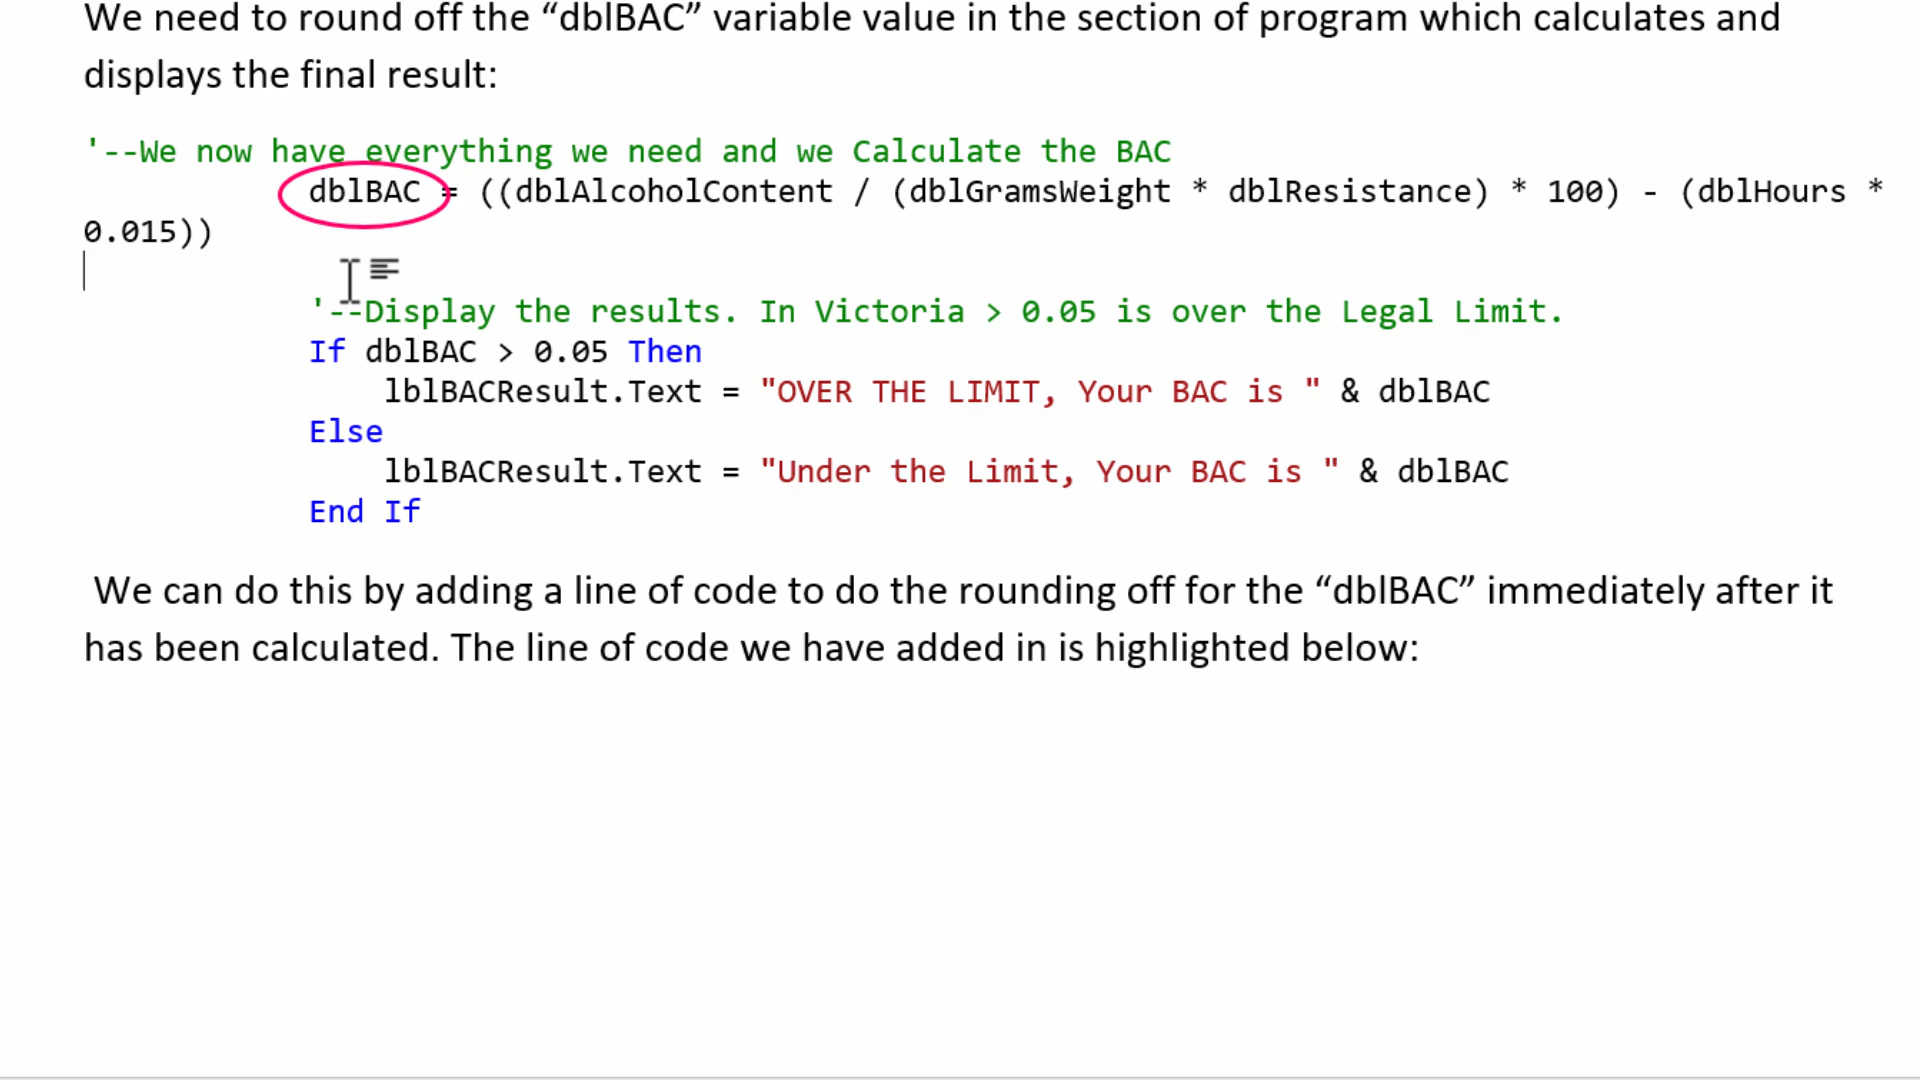 We need to round off the “dblBAC” variable value in the section of program which calculates and
displays the final result:
'--We now have everything we need and we Calculate the BAC
dblBAC = ((dblAlcoholContent / (dblGramsWeight * dblResistance) * 100) - (dblHours *
0.015))
'--Display the results. In Victoria > 0.05 is over the Legal Limit.
If dblBAC > 0.05 Then
lblBACResult.Text = "OVER THE LIMIT, Your BAC is " & dblBAC
Else
lblBACResult.Text = "Under the Limit, Your BAC is " & dblBAC
End If
We can do this by adding a line of code to do the rounding off for the “dblBAC” immediately after it
has been calculated. The line of code we have added in is highlighted below: